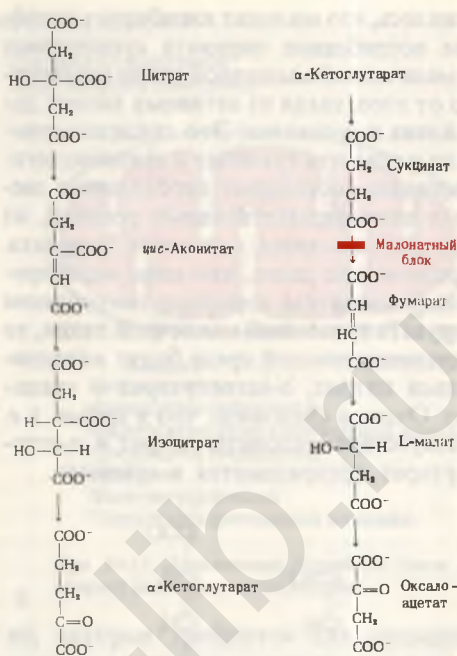 COO⁻
CH₂
HO—C—COO⁻
CH₂
COO⁻
Цитрат
COO⁻
CH₂
C—COO⁻
CH
COO⁻
цис-Аконитат
COO⁻
CH₂
H—C—COO⁻
HO—C—H
COO⁻
Изоцитрат
COO⁻
CH₂
CH₂
C=O
COO⁻
α-Кетоглутарат
α-Кетоглутарат
COO⁻
CH₂
CH₂
COO⁻
Сукцинат
Малонатный
блок
COO⁻
CH
HC
COO⁻
Фумарат
COO⁻
HO—C—H
CH₂
COO⁻
L-малат
COO⁻
C=O
CH₂
COO⁻
Оксало-
ацетат
lib.ru